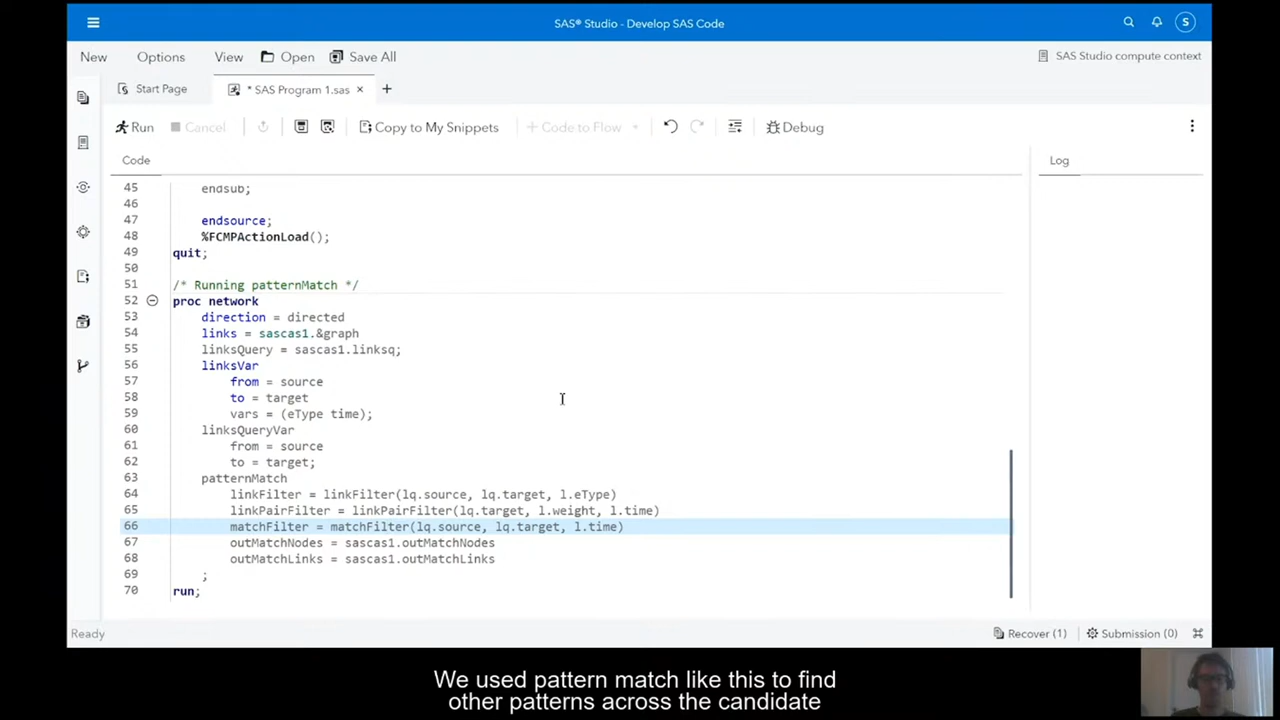 SAS® Studio - Develop SAS Code
S
New Options View Open Save All
SAS Studio compute context
Start Page
* SAS Program 1.sas × +
Run Cancel Copy to My Snippets + Code to Flow Debug
Code
Log
45 endsub;
46
47 endsource;
48 %FCMPActionLoad();
49 quit;
50
51 /* Running patternMatch */
52 proc network
53 direction = directed
54 links = sascas1.&graph
55 linksQuery = sascas1.linksq;
56 linksVar
57 from = source
58 to = target
59 vars = (eType time);
60 linksQueryVar
61 from = source
62 to = target;
63 patternMatch
64 linkFilter = linkFilter(lq.source, lq.target, l.eType)
65 linkPairFilter = linkPairFilter(lq.target, l.weight, l.time)
66 matchFilter = matchFilter(lq.source, lq.target, l.time)
67 outMatchNodes = sascas1.outMatchNodes
68 outMatchLinks = sascas1.outMatchLinks
69 ;
70 run;
Ready
Recover (1) Submission (0)
We used pattern match like this to find
other patterns across the candidate